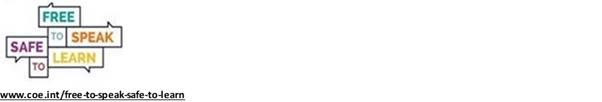 FREE
TO SPEAK
SAFE
TO LEARN
www.coe.int/free-to-speak-safe-to-learn